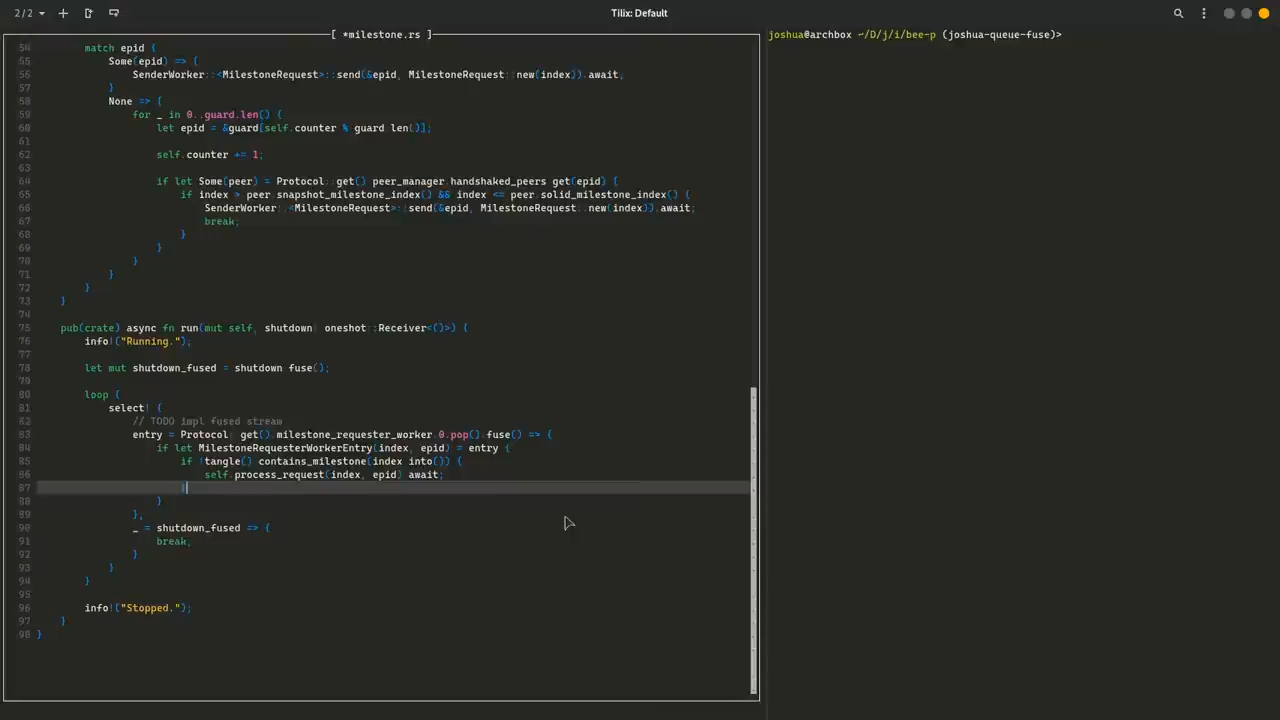 2/2
Tilix: Default
[ *milestone.rs ]
54 match epid {
55 Some(epid) => {
56 SenderWorker::<MilestoneRequest>::send(&epid, MilestoneRequest::new(index)).await;
57 }
58 None => {
59 for _ in 0..guard.len() {
60 let epid = &guard[self.counter % guard.len()];
61
62 self.counter += 1;
63
64 if let Some(peer) = Protocol::get().peer_manager.handshaked_peers.get(epid) {
65 if index > peer.snapshot_milestone_index() && index <= peer.solid_milestone_index() {
66 SenderWorker::<MilestoneRequest>::send(&epid, MilestoneRequest::new(index)).await;
67 break;
68 }
69 }
70 }
71 }
72 }
73 }
74
75 pub(crate) async fn run(mut self, shutdown: oneshot::Receiver<()>) {
76 info!("Running.");
77
78 let mut shutdown_fused = shutdown.fuse();
79
80 loop {
81 select! {
82 // TODO impl fused stream
83 entry = Protocol::get().milestone_requester_worker.0.pop().fuse() => {
84 if let MilestoneRequesterWorkerEntry(index, epid) = entry {
85 if !tangle().contains_milestone(index.into()) {
86 self.process_request(index, epid).await;
87 }
88 }
89 },
90 _ = shutdown_fused => {
91 break;
92 }
93 }
94 }
95
96 info!("Stopped.");
97 }
98 }
joshua@archbox ~/D/j/i/bee-p (joshua-queue-fuse)>